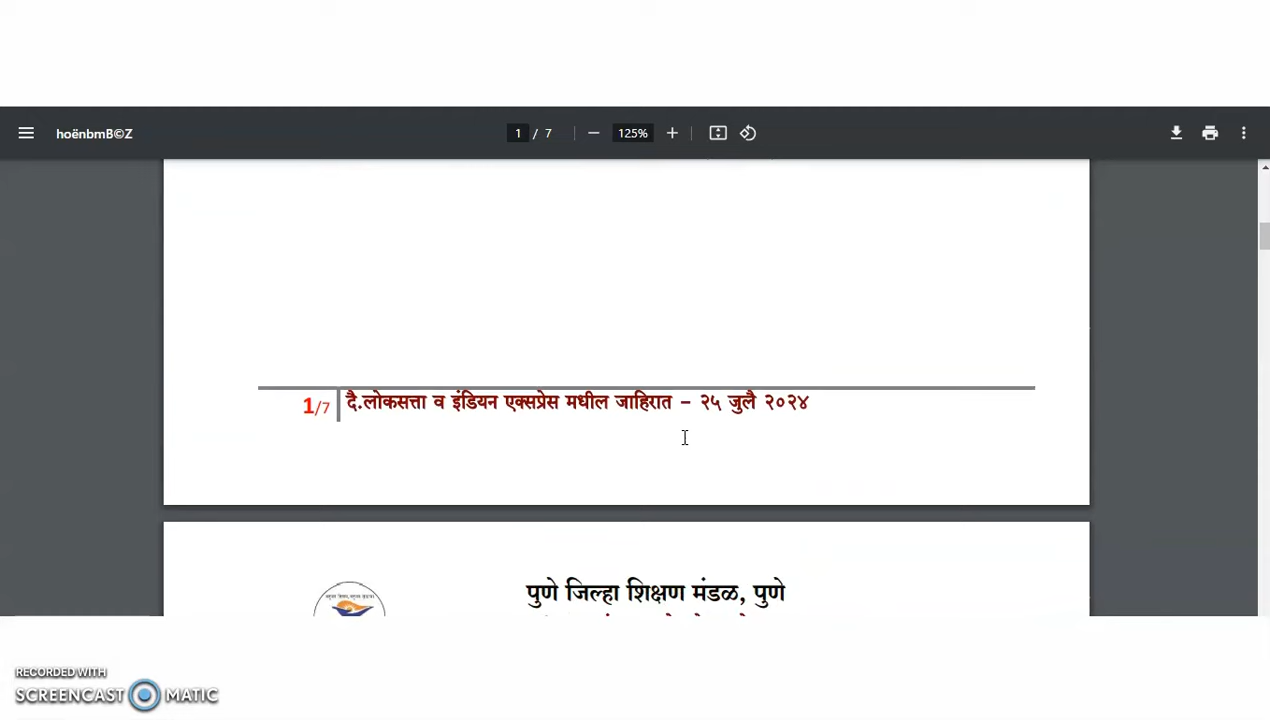 hoënbmB©Z
1 / 7
125%
1/7 दै.लोकसत्ता व इंडियन एक्सप्रेस मधील जाहिरात - २५ जुलै २०२४
पुणे जिल्हा शिक्षण मंडळ, पुणे
RECORDED WITH
SCREENCAST MATIC